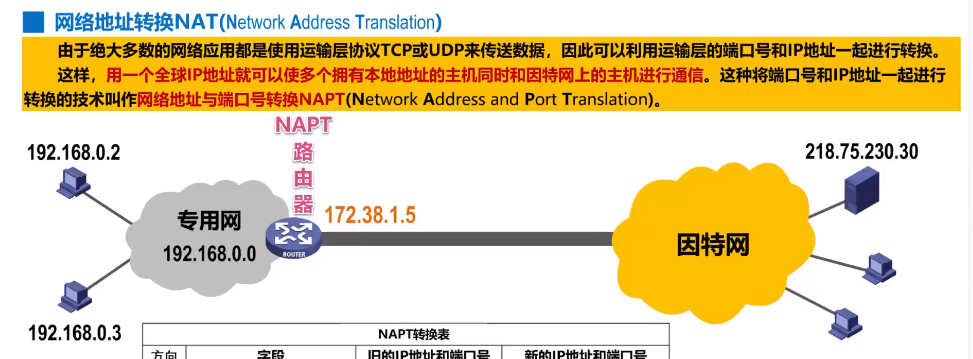 网络地址转换NAT(Network Address Translation)
由于绝大多数的网络应用都是使用运输层协议TCP或UDP来传送数据，因此可以利用运输层的端口号和IP地址一起进行转换。
这样，用一个全球IP地址就可以使多个拥有本地地址的主机同时和因特网上的主机进行通信。这种将端口号和IP地址一起进行
转换的技术叫作网络地址与端口号转换NAPT(Network Address and Port Translation)。
NAPT
路
由
器
192.168.0.2
218.75.230.30
172.38.1.5
专用网
192.168.0.0
ROUTER
因特网
192.168.0.3
NAPT转换表
方向 字段 旧的IP地址和端口号 新的IP地址和端口号